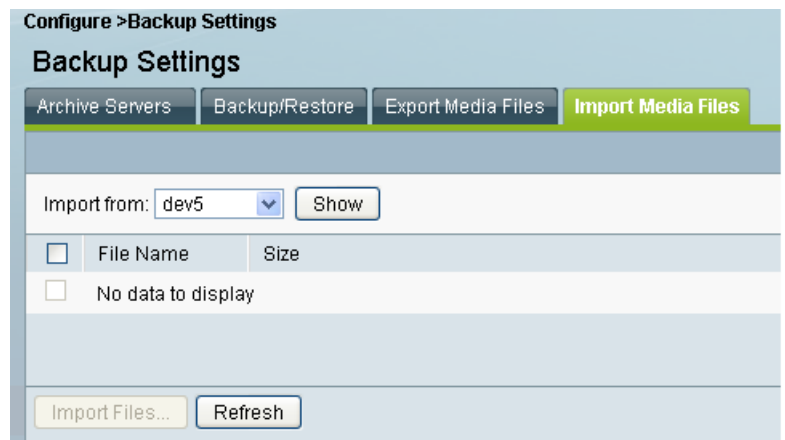 Configure >Backup Settings
Backup Settings
Archive Servers Backup/Restore Export Media Files Import Media Files
Import from: dev5 Show
File Name Size
No data to display
Import Files... Refresh